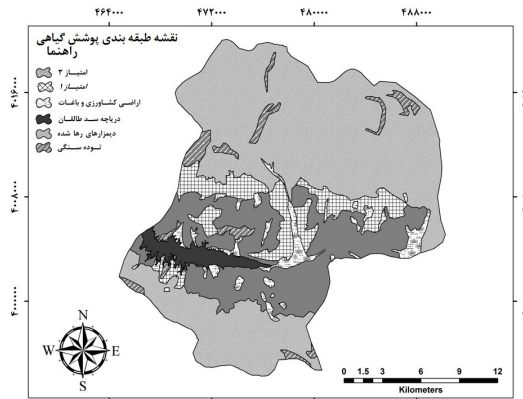 ۴۶۴۰۰۰ ۴۷۲۰۰۰ ۴۸۰۰۰۰ ۴۸۸۰۰۰
نقشه طبقه بندی پوشش گیاهی
راهنما
امتیاز ۳
امتیاز ۱
اراضی کشاورزی و باغات
دریاچه سد طالقان
دیمزارهای رها شده
توده سنگی
۴۰۱۶۰۰۰
۴۰۰۸۰۰۰
۴۰۰۰۰۰۰
N
W E
S
0 1.5 3 6 9 12
Kilometers